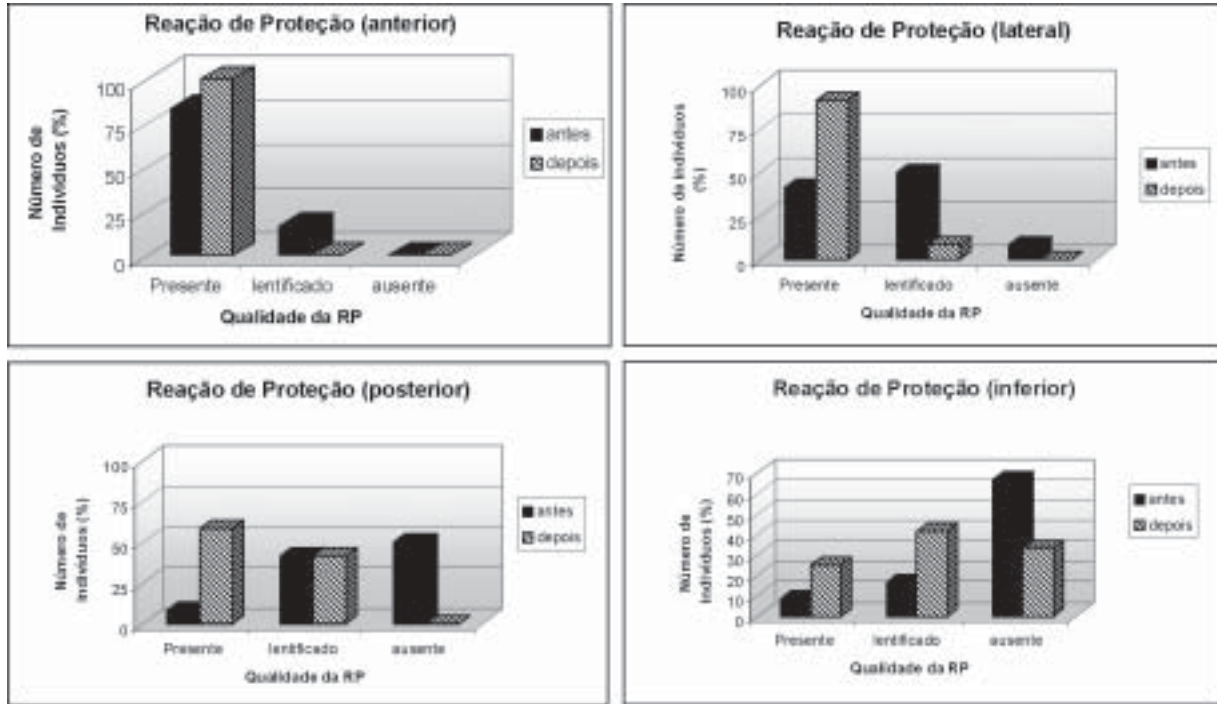 Reação de Proteção (anterior)
Número de
Indivíduos (%)
100
75
50
25
0
Presente lentificado ausente
Qualidade da RP
antes
depois
Reação de Proteção (lateral)
Número de Indivíduos
(%)
100
75
50
25
0
Presente lentificado ausente
Qualidade da RP
antes
depois
Reação de Proteção (posterior)
Número de
Indivíduos (%)
100
75
50
25
0
Presente lentificado ausente
Qualidade da RP
antes
depois
Reação de Proteção (inferior)
Número de
Indivíduos (%)
70
60
50
40
30
20
10
0
Presente lentificado ausente
Qualidade da RP
antes
depois